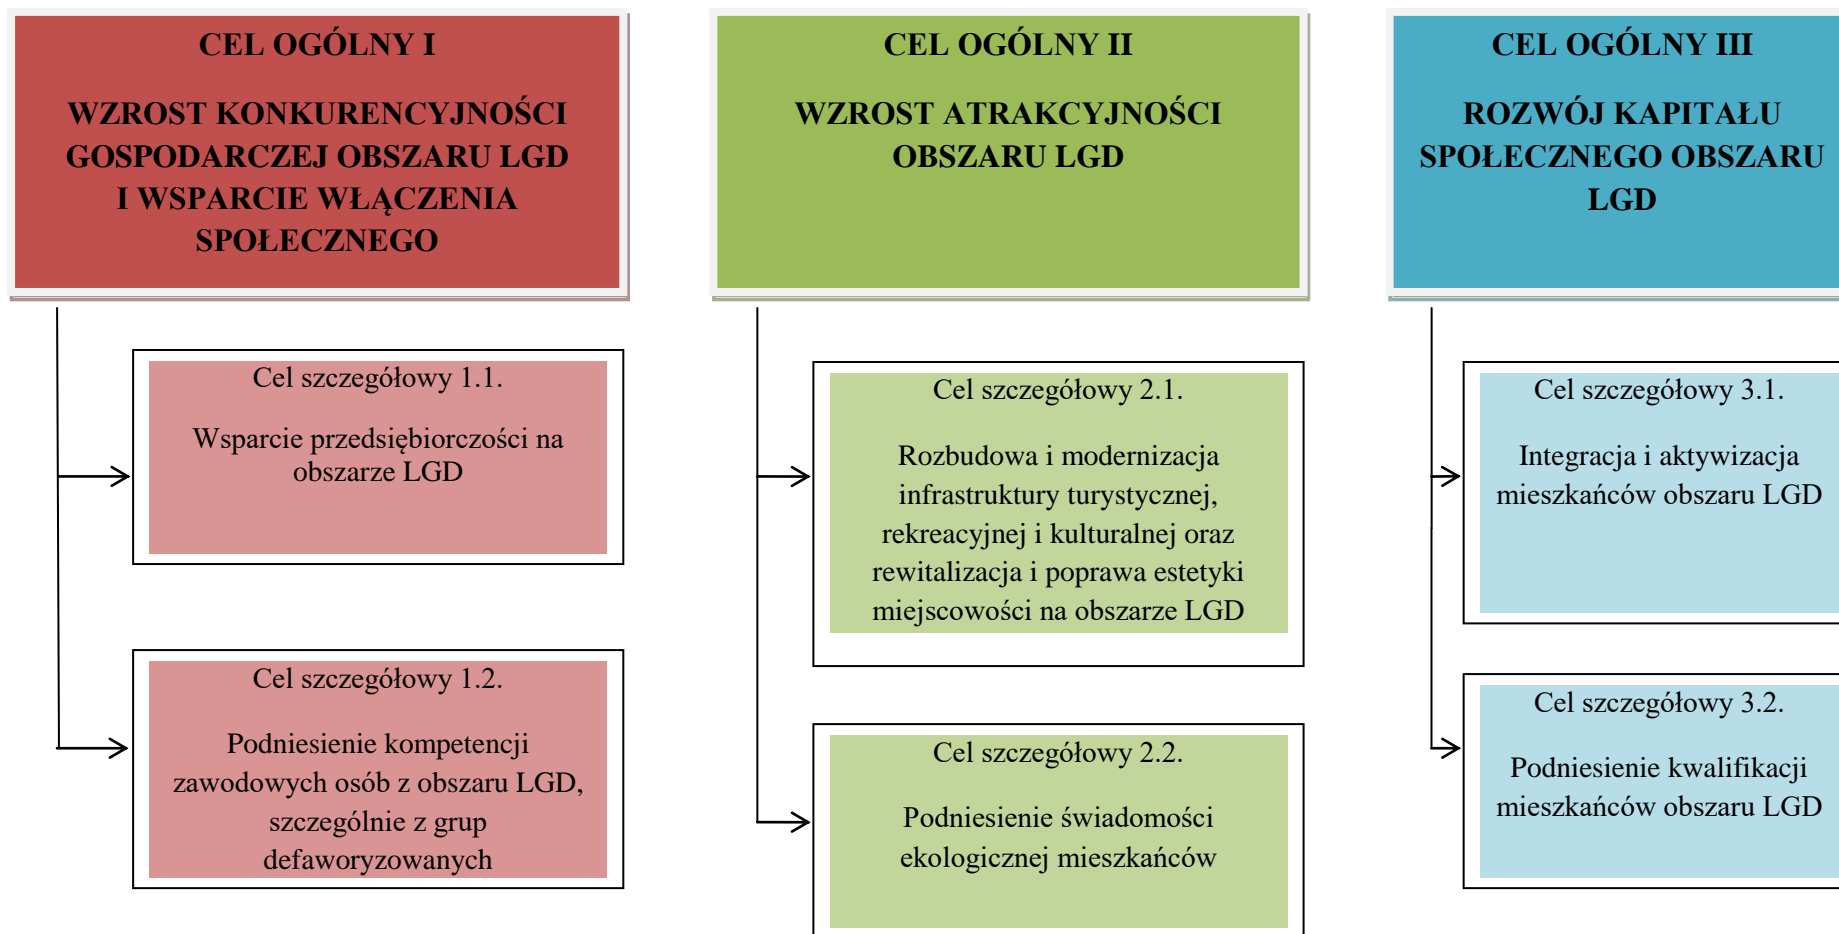 CEL OGÓLNY I
WZROST KONKURENCYJNOŚCI
GOSPODARCZEJ OBSZARU LGD
I WSPARCIE WŁĄCZENIA
SPOŁECZNEGO
Cel szczegółowy 1.1.
Wsparcie przedsiębiorczości na
obszarze LGD
Cel szczegółowy 1.2.
Podniesienie kompetencji
zawodowych osób z obszaru LGD,
szczególnie z grup
defaworyzowanych
CEL OGÓLNY II
WZROST ATRAKCYJNOŚCI
OBSZARU LGD
Cel szczegółowy 2.1.
Rozbudowa i modernizacja
infrastruktury turystycznej,
rekreacyjnej i kulturalnej oraz
rewitalizacja i poprawa estetyki
miejscowości na obszarze LGD
Cel szczegółowy 2.2.
Podniesienie świadomości
ekologicznej mieszkańców
CEL OGÓLNY III
ROZWÓJ KAPITAŁU
SPOŁECZNEGO OBSZARU
LGD
Cel szczegółowy 3.1.
Integracja i aktywizacja
mieszkańców obszaru LGD
Cel szczegółowy 3.2.
Podniesienie kwalifikacji
mieszkańców obszaru LGD